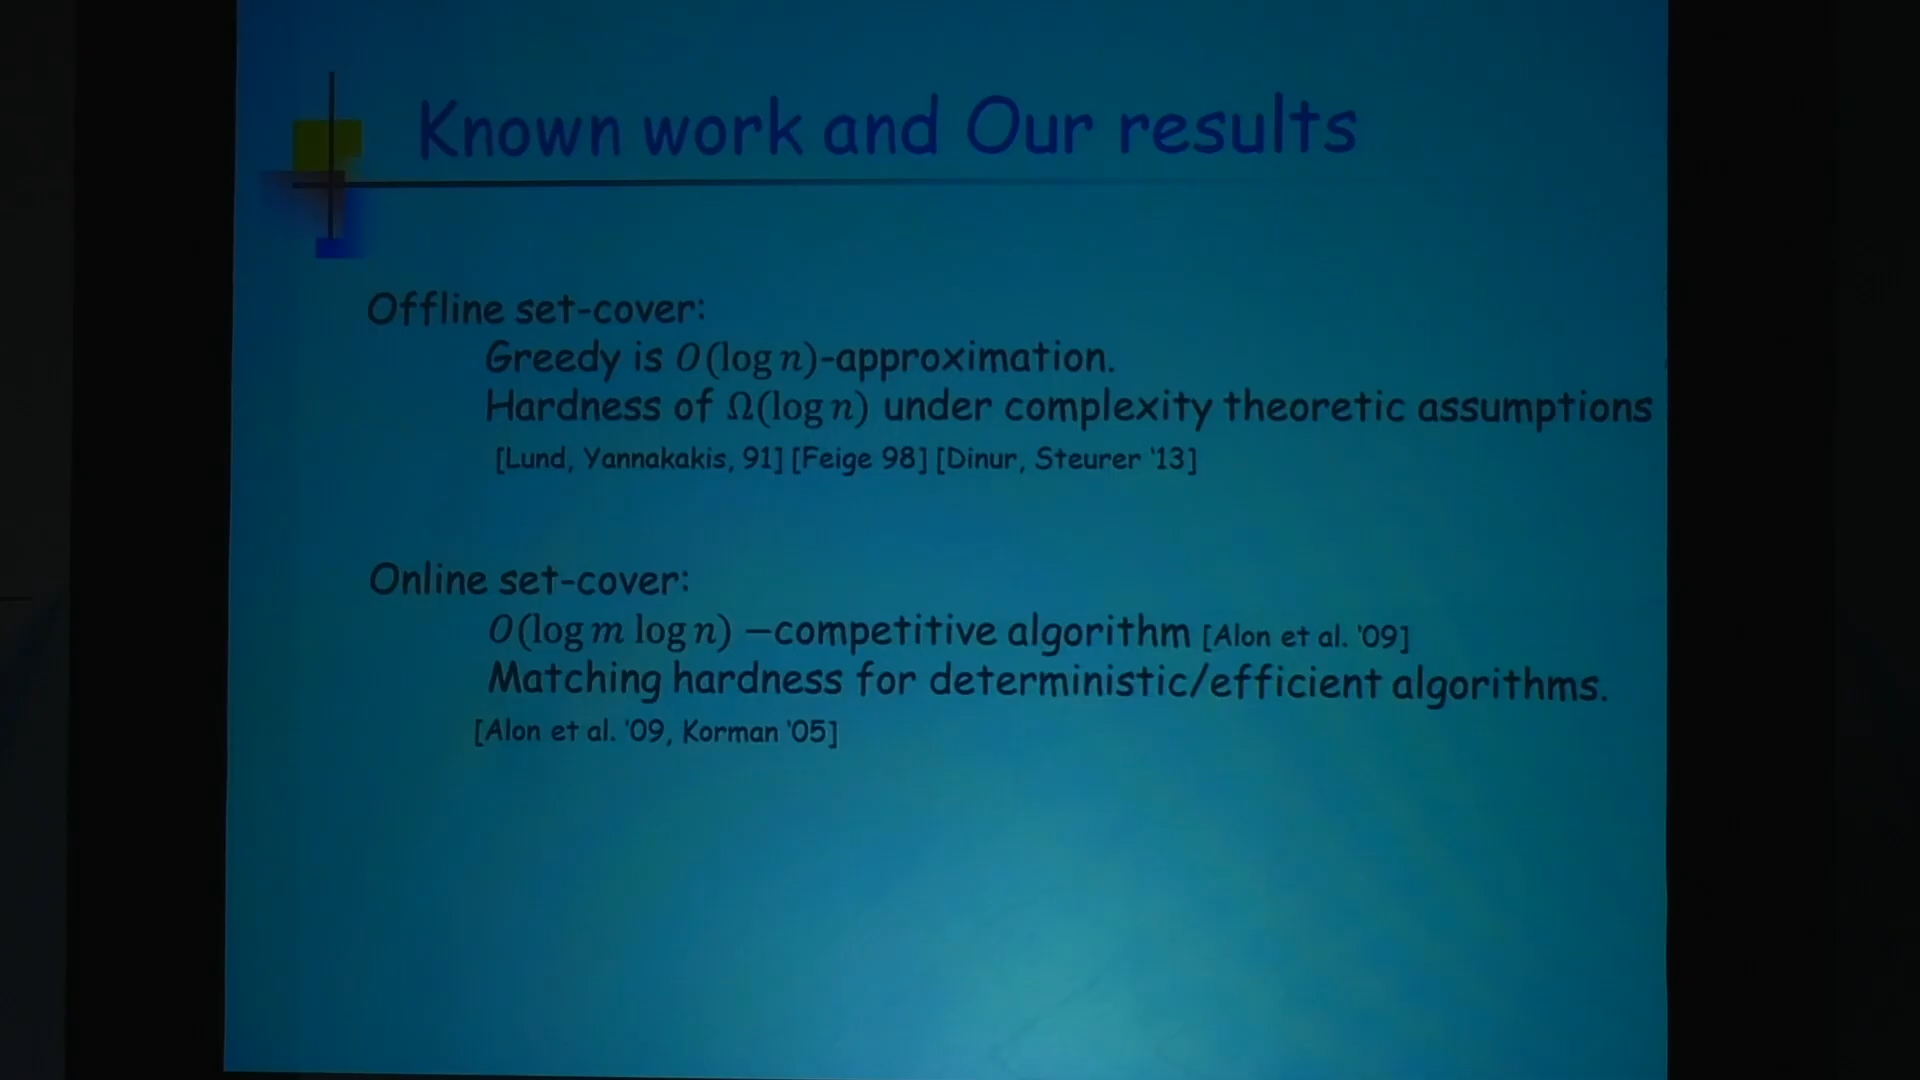 Known work and Our results
Offline set-cover:
Greedy is O(log n)-approximation.
Hardness of Ω(log n) under complexity theoretic assumptions
[Lund, Yannakakis, 91] [Feige 98] [Dinur, Steurer '13]
Online set-cover:
O(log m log n) –competitive algorithm [Alon et al. '09]
Matching hardness for deterministic/efficient algorithms.
[Alon et al. '09, Korman '05]